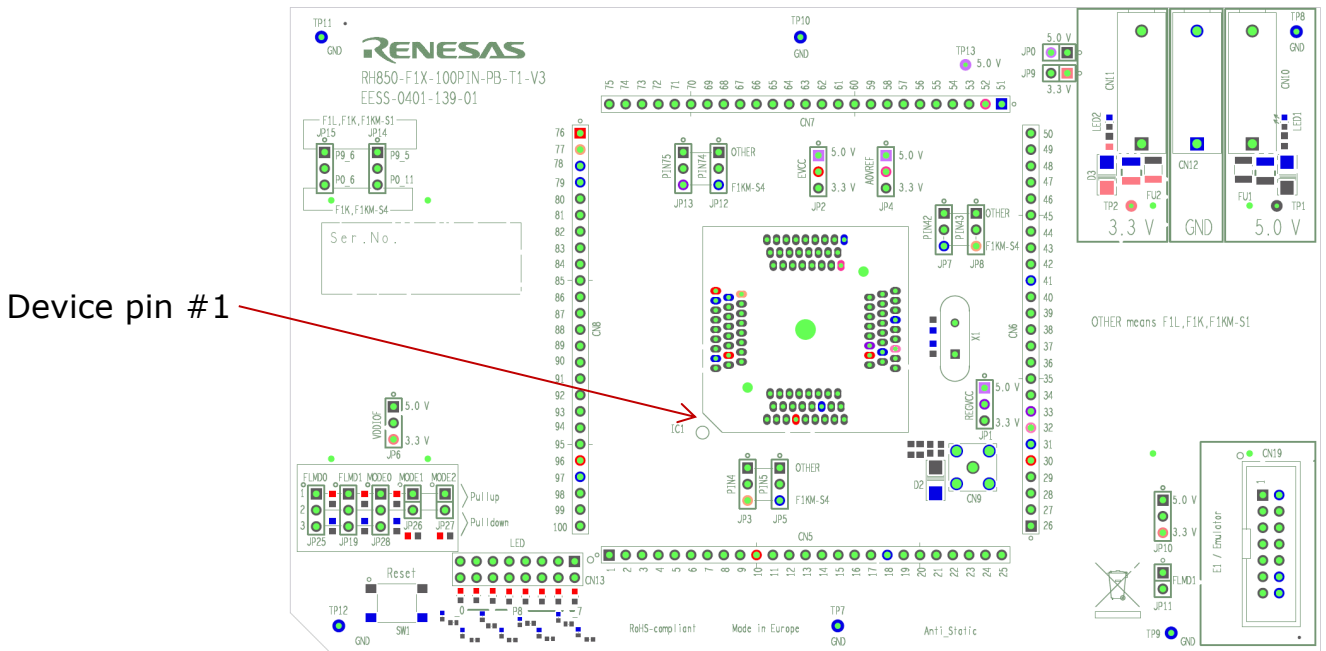 TP11
GND
RENESAS
RH850-F1X-100PIN-PB-T1-V3
EESS-0401-139-01
TP10
GND
TP13
5.0 V
5.0 V
JP0
JP9
3.3 V
TP8
GND
CN11
CN10
LED2
LED1
CN12
D3
TP2
FU2
FU1
TP1
3.3 V
GND
5.0 V
75 74 73 72 71 70 69 68 67 66 65 64 63 62 61 60 59 58 57 56 55 54 53 52 51
CN7
F1L,F1K,F1KM-S1
JP15
JP14
P9_6
P9_5
P0_6
P0_11
F1K,F1KM-S4
Ser.No.
76
77
78
79
80
81
82
83
84
85
86
87
88
89
90
91
92
93
94
95
96
97
98
99
100
CN8
PIN75
PIN74
OTHER
F1KM-S4
JP13
JP12
EVCC
5.0 V
3.3 V
JP2
A0VREF
5.0 V
3.3 V
JP4
PIN42
PIN43
OTHER
F1KM-S4
JP7
JP8
50
49
48
47
46
45
44
43
42
41
40
39
38
37
36
35
34
33
32
31
30
29
28
27
26
CN6
Device pin #1
X1
OTHER means F1L,F1K,F1KM-S1
IC1
REGVCC
5.0 V
3.3 V
JP1
VDDIOF
5.0 V
3.3 V
JP6
D2
CN9
PIN4
PIN5
OTHER
F1KM-S4
JP3
JP5
FLMD0
FLMD1
MODE0
MODE1
MODE2
1
2
3
Pullup
Pulldown
JP25
JP19
JP28
JP26
JP27
LED
CN13
CN5
1 2 3 4 5 6 7 8 9 10 11 12 13 14 15 16 17 18 19 20 21 22 23 24 25
Reset
SW1
_0
P8
_7
TP12
GND
RoHS-compliant
Made in Europe
TP7
GND
Anti_Static
5.0 V
3.3 V
JP10
FLMD1
JP11
CN19
1
E1 / Emulator
TP9
GND